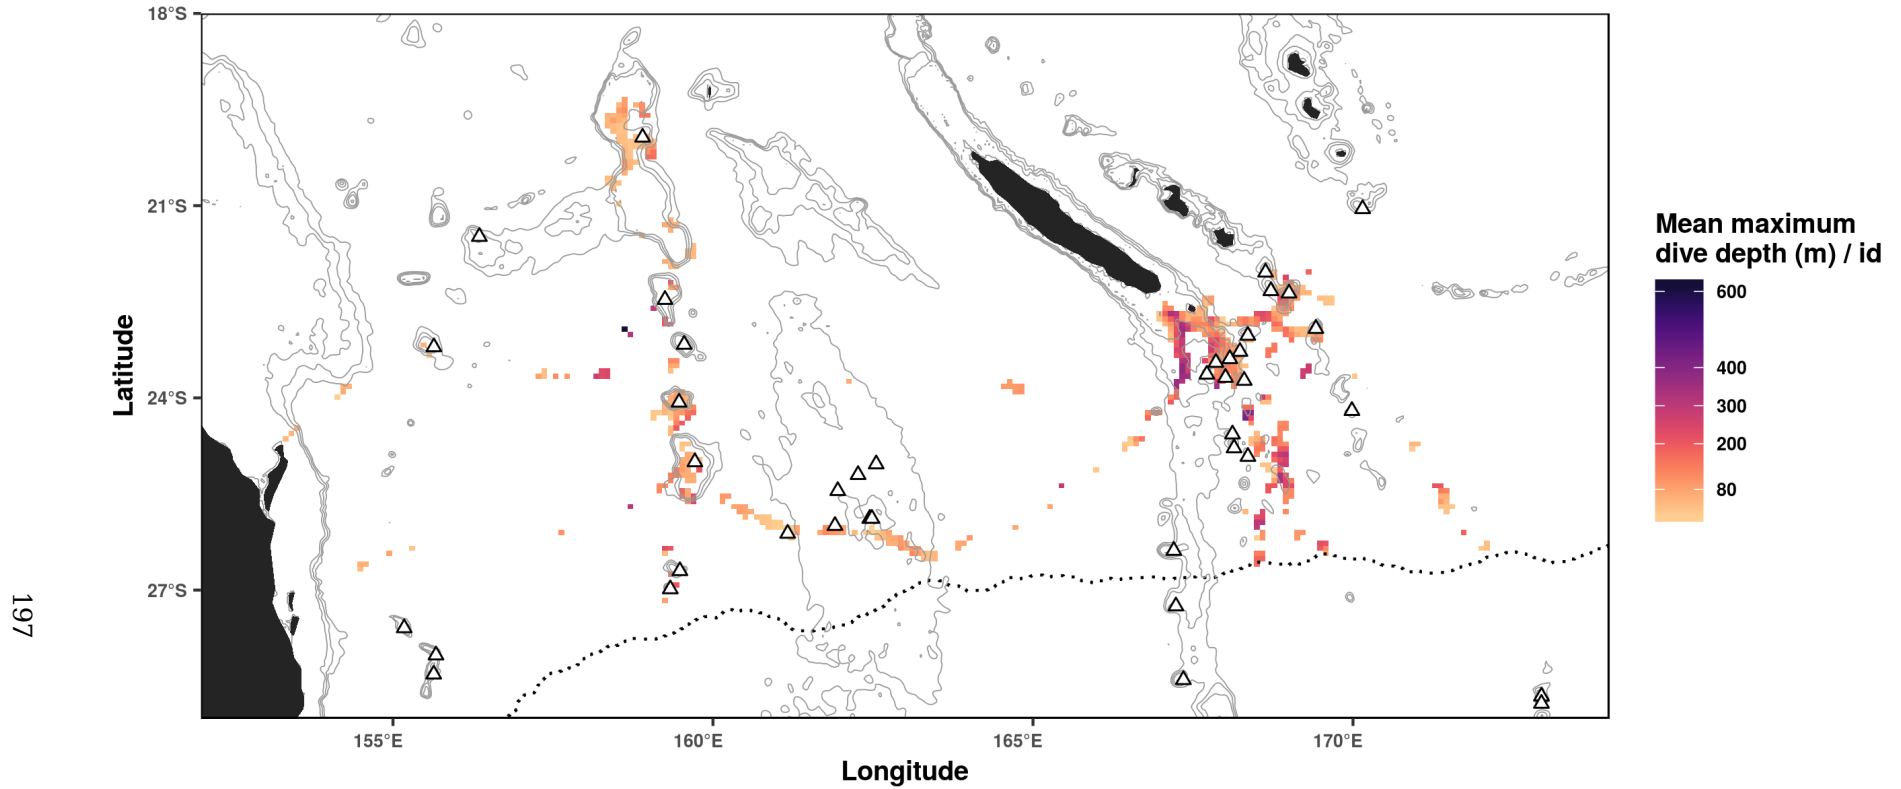 18°S
21°S
24°S
27°S
Latitude
155°E
160°E
165°E
170°E
Longitude
Mean maximum
dive depth (m) / id
600
400
300
200
80
197